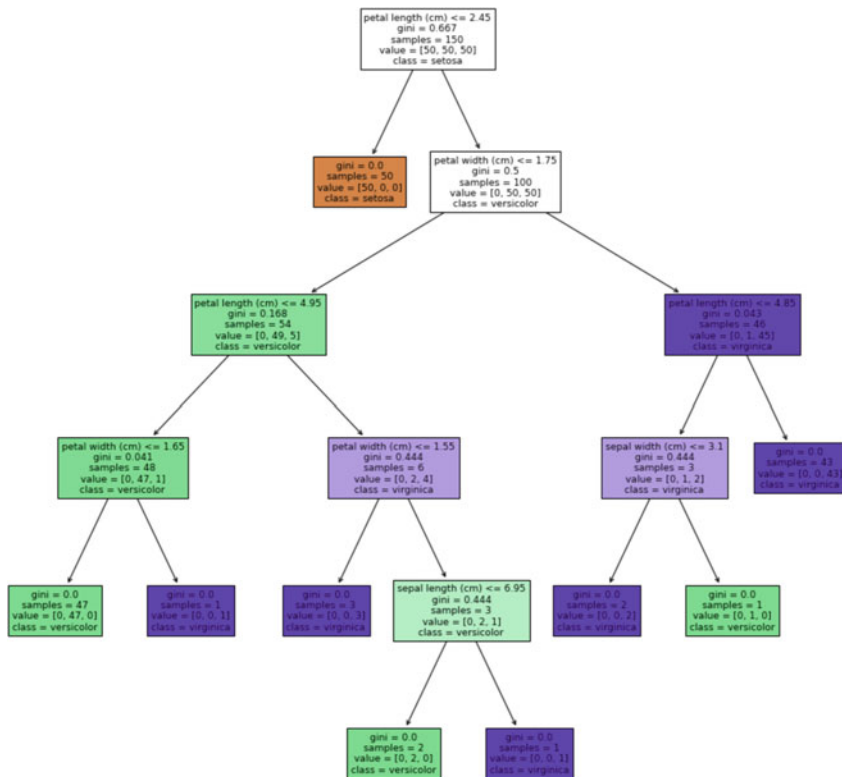 petal length (cm) <= 2.45
gini = 0.667
samples = 150
value = [50, 50, 50]
class = setosa
gini = 0.0
samples = 50
value = [50, 0, 0]
class = setosa
petal width (cm) <= 1.75
gini = 0.5
samples = 100
value = [0, 50, 50]
class = versicolor
petal length (cm) <= 4.95
gini = 0.168
samples = 54
value = [0, 49, 5]
class = versicolor
petal length (cm) <= 4.85
gini = 0.043
samples = 46
value = [0, 1, 45]
class = virginica
petal width (cm) <= 1.65
gini = 0.041
samples = 48
value = [0, 47, 1]
class = versicolor
petal width (cm) <= 1.55
gini = 0.444
samples = 6
value = [0, 2, 4]
class = virginica
sepal width (cm) <= 3.1
gini = 0.444
samples = 3
value = [0, 1, 2]
class = virginica
gini = 0.0
samples = 43
value = [0, 0, 43]
class = virginica
gini = 0.0
samples = 47
value = [0, 47, 0]
class = versicolor
gini = 0.0
samples = 1
value = [0, 0, 1]
class = virginica
gini = 0.0
samples = 3
value = [0, 0, 3]
class = virginica
sepal length (cm) <= 6.95
gini = 0.444
samples = 3
value = [0, 2, 1]
class = versicolor
gini = 0.0
samples = 2
value = [0, 0, 2]
class = virginica
gini = 0.0
samples = 1
value = [0, 1, 0]
class = versicolor
gini = 0.0
samples = 2
value = [0, 2, 0]
class = versicolor
gini = 0.0
samples = 1
value = [0, 0, 1]
class = virginica